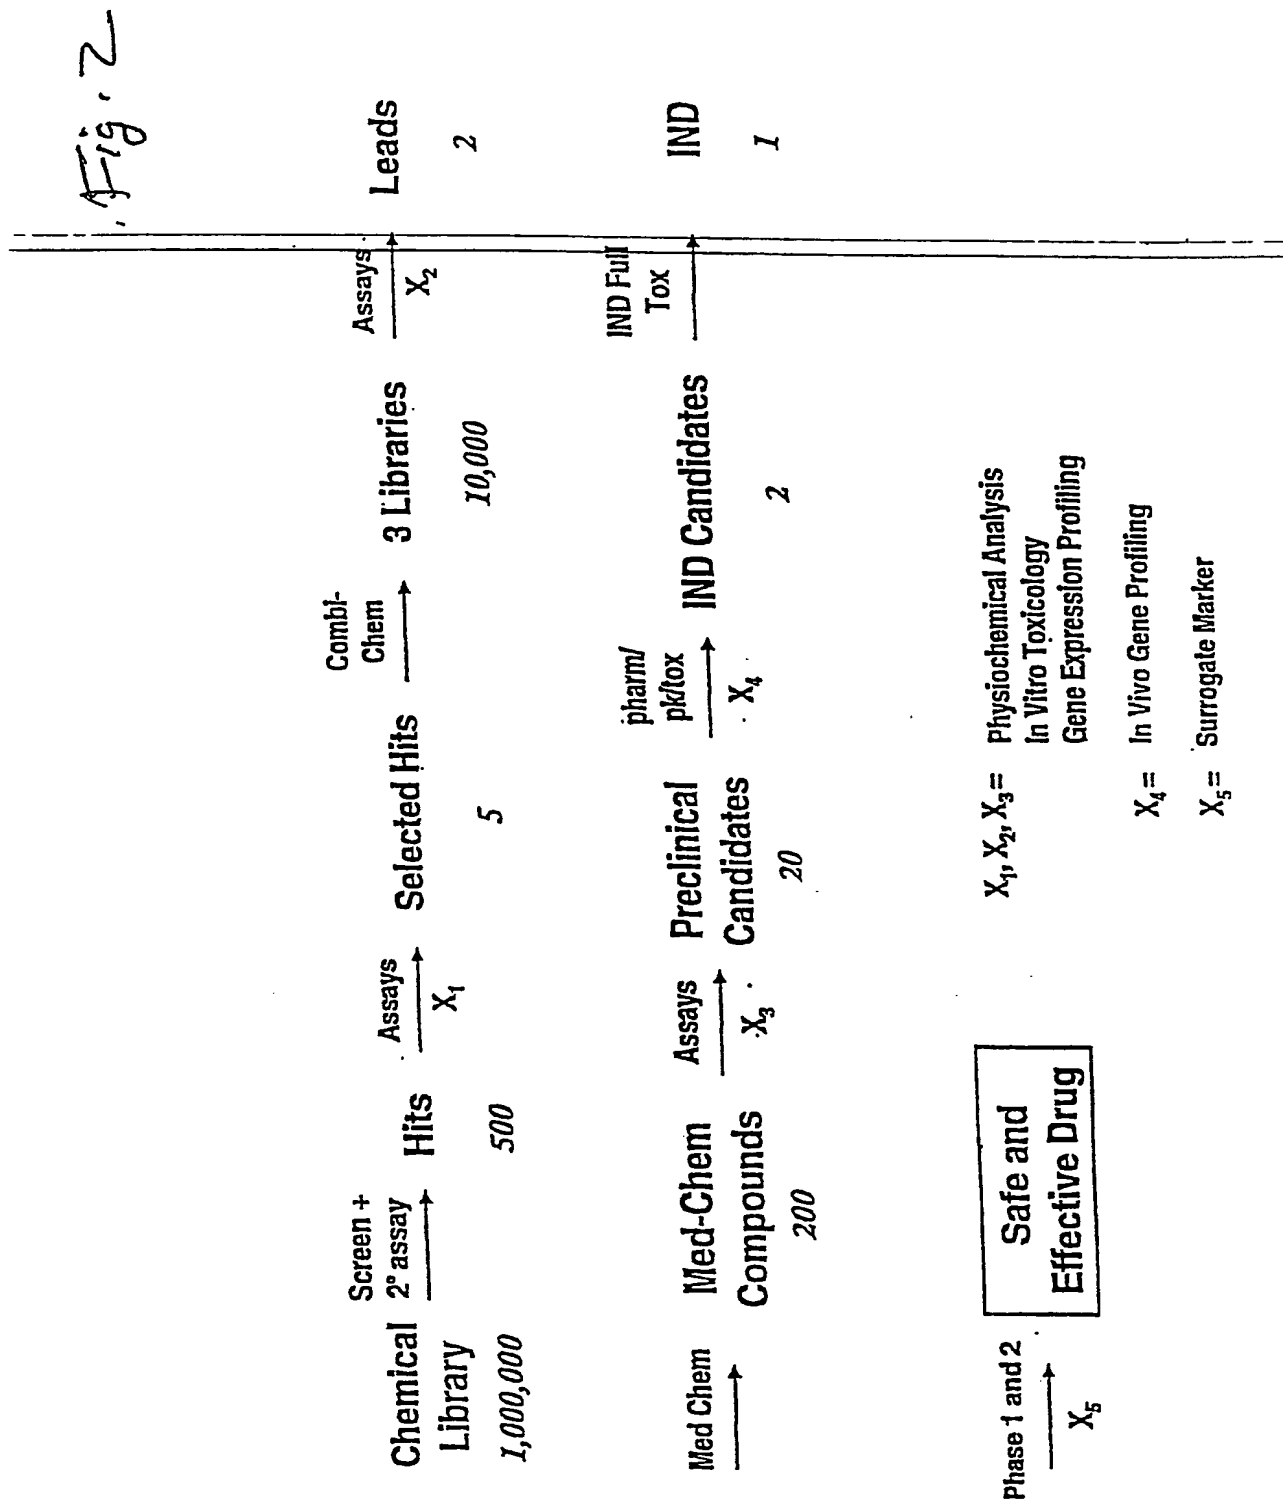 Fig. 2
Screen +
2° assay
Chemical
Library
1,000,000
Hits
500
Assays
X₁
Selected Hits
5
Combi-
Chem
3 Libraries
10,000
Assays
X₂
Leads
2
Med Chem
Med-Chem
Compounds
200
Assays
X₃
Preclinical
Candidates
20
pharm/
pk/tox
X₄
IND Candidates
2
IND Full
Tox
IND
1
Phase 1 and 2
X₅
Safe and
Effective Drug
X₁, X₂, X₃= Physiochemical Analysis
In Vitro Toxicology
Gene Expression Profiling
X₄= In Vivo Gene Profiling
X₅= Surrogate Marker